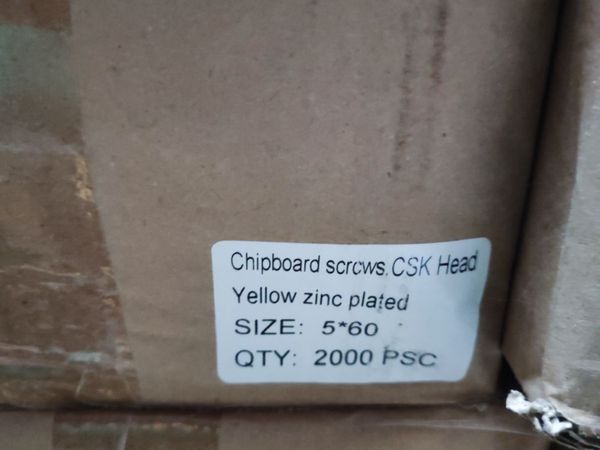 Chipboard screws. CSK Head
Yellow zinc plated
SIZE: 5*60
QTY: 2000 PSC